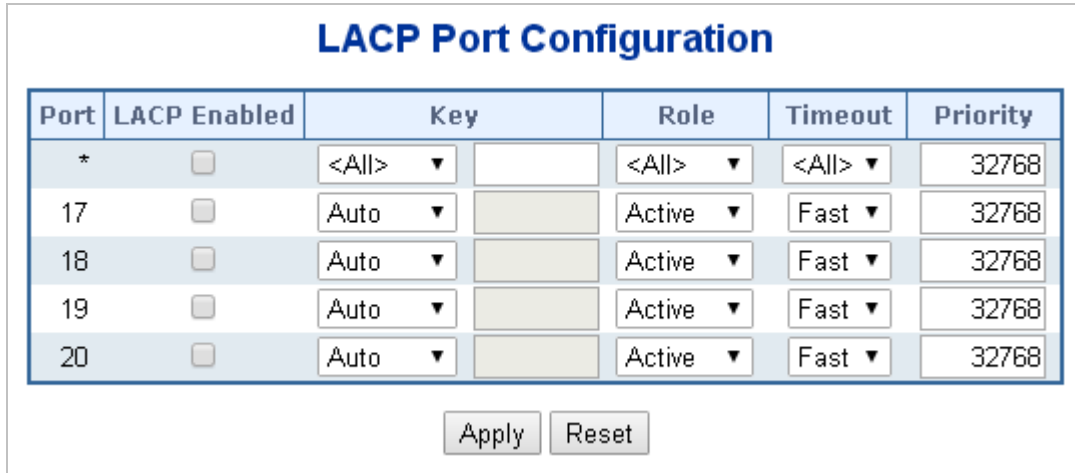 LACP Port Configuration
Port LACP Enabled Key Role Timeout Priority
* <All> <All> <All> 32768
17 Auto Active Fast 32768
18 Auto Active Fast 32768
19 Auto Active Fast 32768
20 Auto Active Fast 32768
Apply Reset